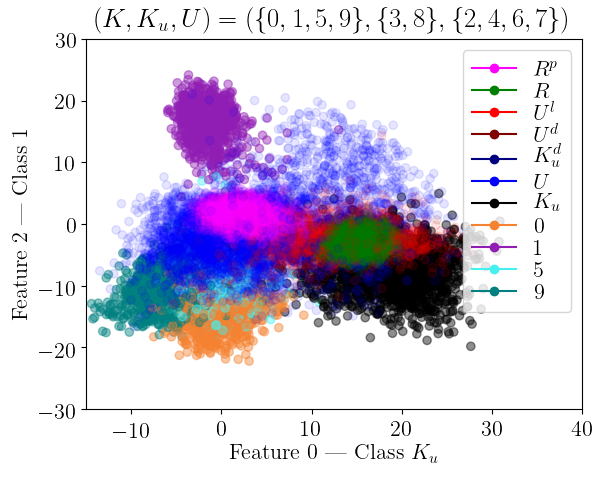 (K, K_u, U) = ({0, 1, 5, 9}, {3, 8}, {2, 4, 6, 7})
30
20
10
0
−10
−20
−30
Feature 2 — Class 1
R^p
R
U^l
U^d
K_u^d
U
K_u
0
1
5
9
−10
0
10
20
30
40
Feature 0 — Class K_u